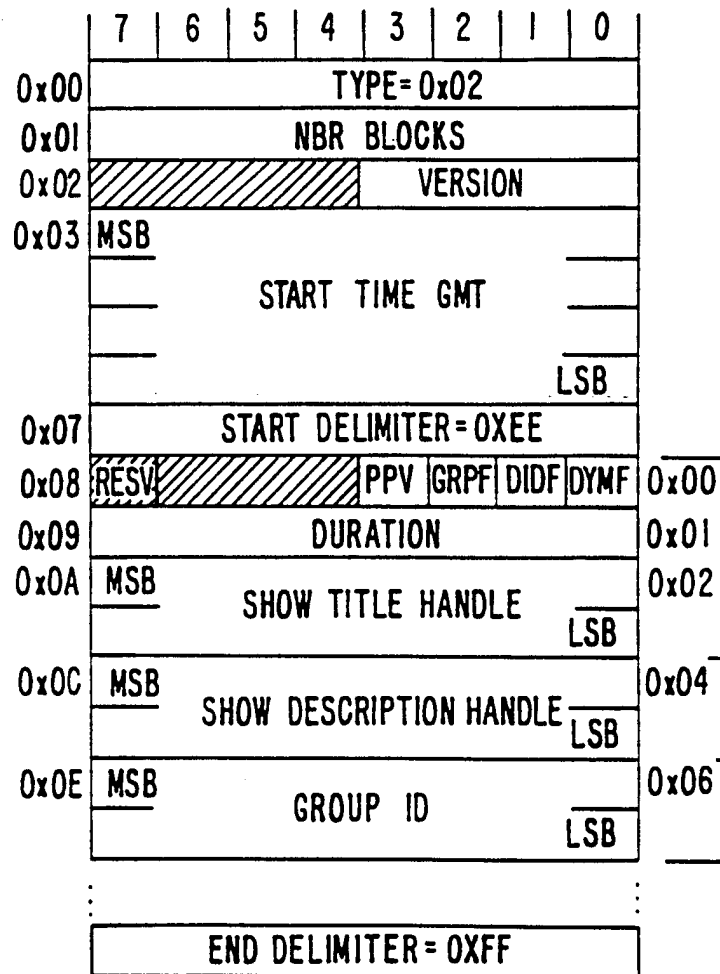 7 6 5 4 3 2 1 0
0x00 TYPE=0x02
0x01 NBR BLOCKS
0x02 VERSION
0x03 MSB
START TIME GMT
LSB
0x07 START DELIMITER=0XEE
0x08 RESV PPV GRPF DIDF DYMF 0x00
0x09 DURATION 0x01
0x0A MSB 0x02
SHOW TITLE HANDLE
LSB
0x0C MSB 0x04
SHOW DESCRIPTION HANDLE
LSB
0x0E MSB 0x06
GROUP ID
LSB
END DELIMITER=0XFF